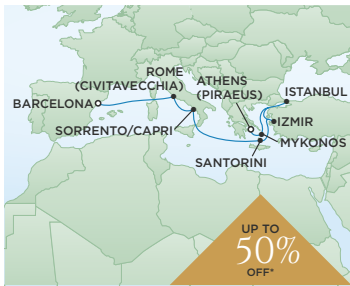 ROME
(CIVITAVECCHIA)
ATHENS
(PIRAEUS)
ISTANBUL
BARCELONA
IZMIR
SORRENTO/CAPRI
MYKONOS
SANTORINI
UP TO
50%
OFF*